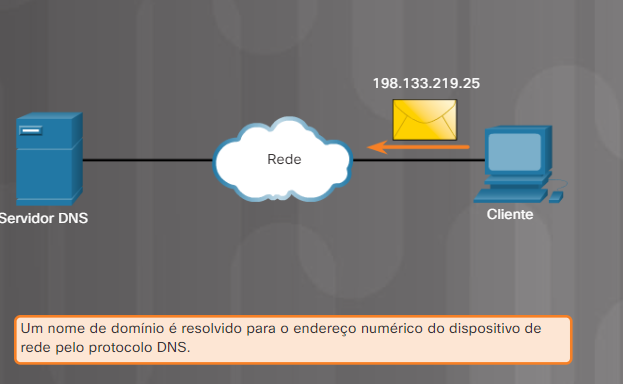 198.133.219.25
Rede
Servidor DNS
Cliente
Um nome de domínio é resolvido para o endereço numérico do dispositivo de
rede pelo protocolo DNS.